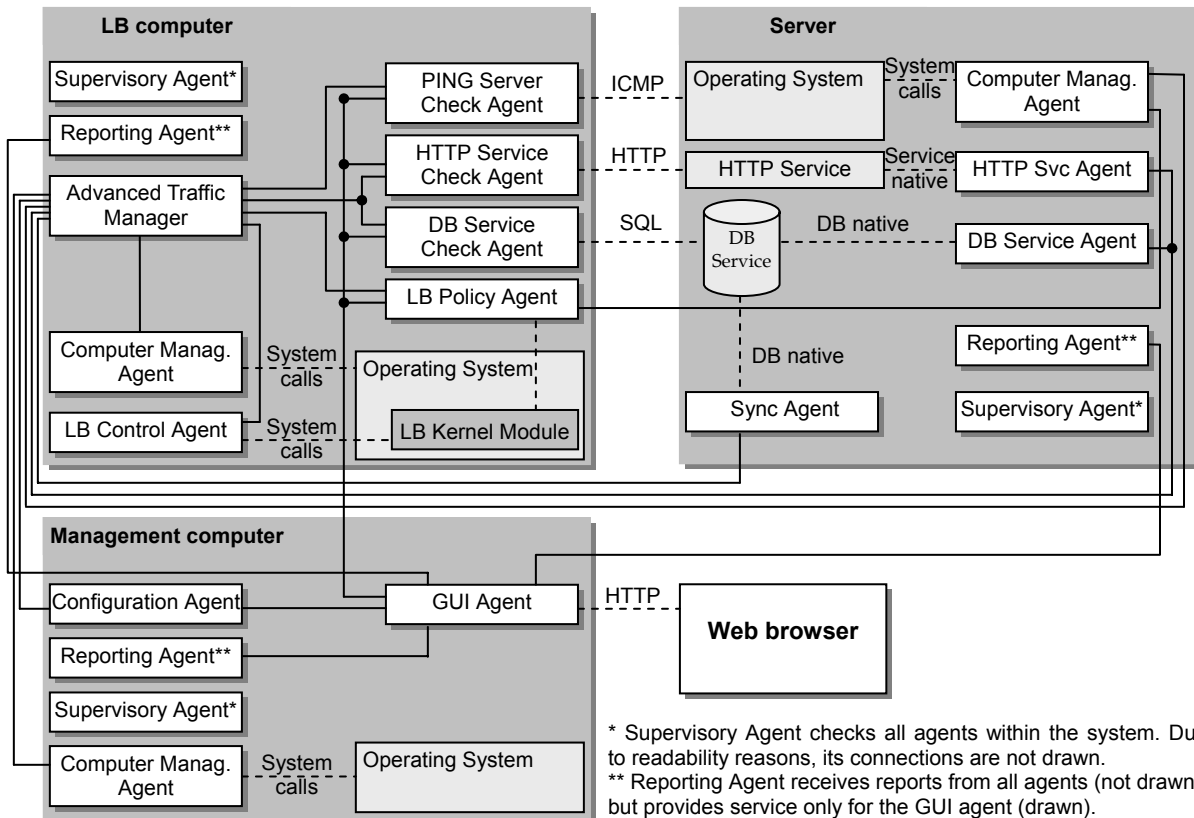 LB computer
Supervisory Agent*
Reporting Agent**
Advanced Traffic
Manager
Computer Manag.
Agent
LB Control Agent
PING Server
Check Agent
HTTP Service
Check Agent
DB Service
Check Agent
LB Policy Agent
System
calls
Operating System
System
calls
LB Kernel Module
ICMP
HTTP
SQL
Server
Operating System
System
calls
Computer Manag.
Agent
HTTP Service
Service
native
HTTP Svc Agent
DB
Service
DB native
DB Service Agent
DB native
Reporting Agent**
Sync Agent
Supervisory Agent*
Management computer
Configuration Agent
GUI Agent
HTTP
Web browser
Reporting Agent**
Supervisory Agent*
Computer Manag.
Agent
System
calls
Operating System
* Supervisory Agent checks all agents within the system. Du
to readability reasons, its connections are not drawn.
** Reporting Agent receives reports from all agents (not drawn
but provides service only for the GUI agent (drawn).